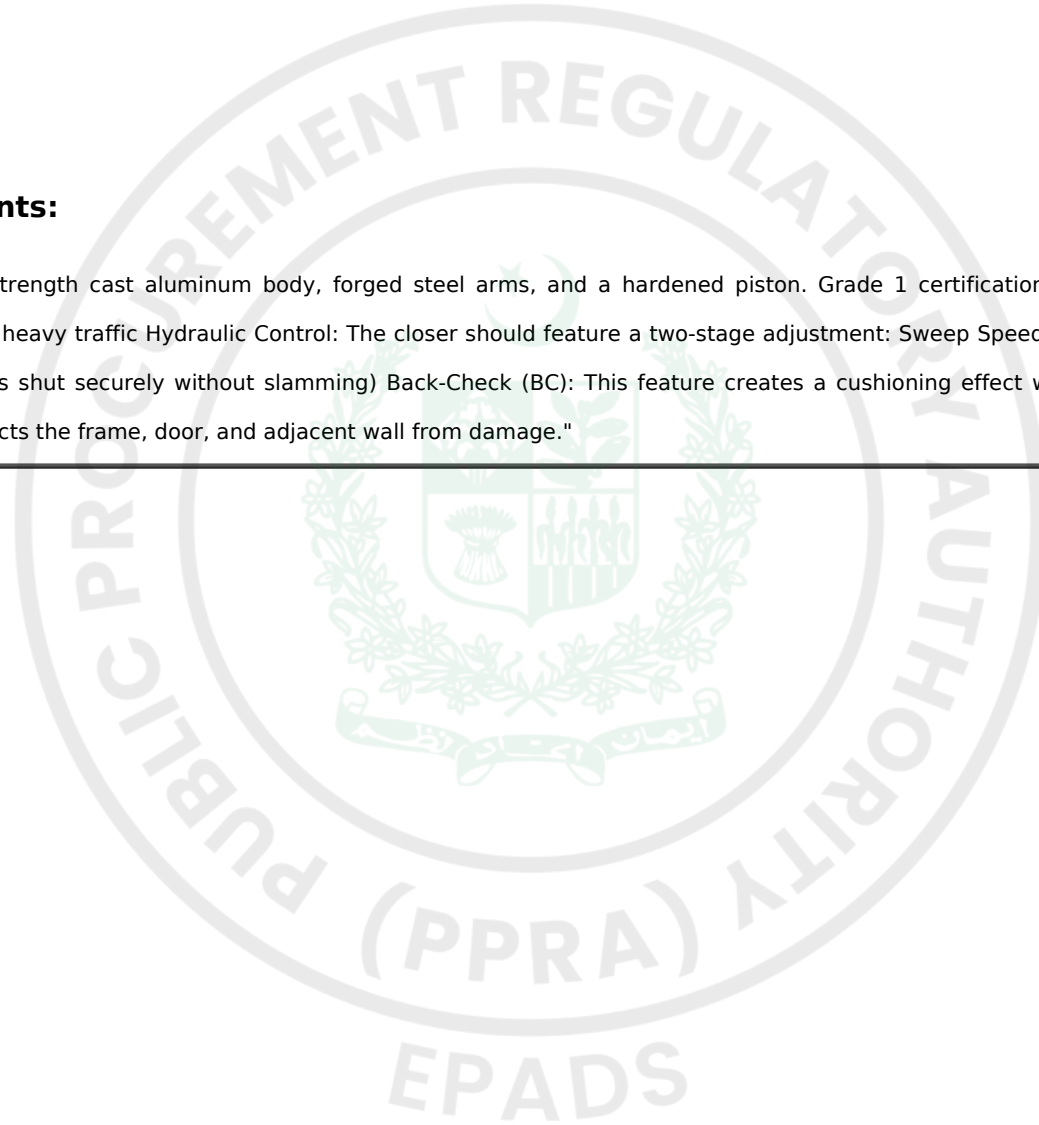 nts:
trength cast aluminum body, forged steel arms, and a hardened piston. Grade 1 certification
heavy traffic Hydraulic Control: The closer should feature a two-stage adjustment: Sweep Speed
s shut securely without slamming) Back-Check (BC): This feature creates a cushioning effect w
cts the frame, door, and adjacent wall from damage."
PUBLIC PROCUREMENT REGULATORY AUTHORITY
(PPRA)
EPADS